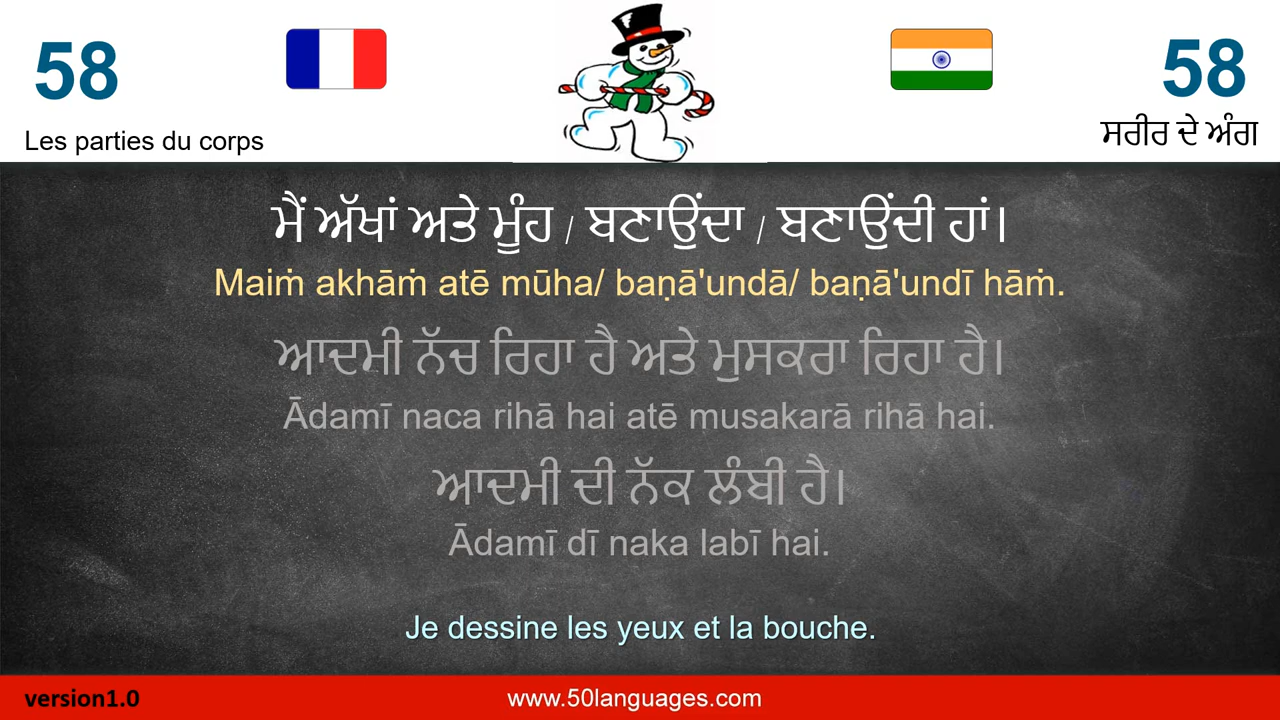 58
58
Les parties du corps
ਸਰੀਰ ਦੇ ਅੰਗ
ਮੈਂ ਅੱਖਾਂ ਅਤੇ ਮੂੰਹ / ਬਣਾਉਂਦਾ / ਬਣਾਉਂਦੀ ਹਾਂ।
Maiṁ akhāṁ atē mūha/ baṇā'undā/ baṇā'undī hāṁ.
ਆਦਮੀ ਨੱਚ ਰਿਹਾ ਹੈ ਅਤੇ ਮੁਸਕਰਾ ਰਿਹਾ ਹੈ।
Ādamī naca rihā hai atē musakarā rihā hai.
ਆਦਮੀ ਦੀ ਨੱਕ ਲੰਬੀ ਹੈ।
Ādamī dī naka labī hai.
Je dessine les yeux et la bouche.
version1.0
www.50languages.com